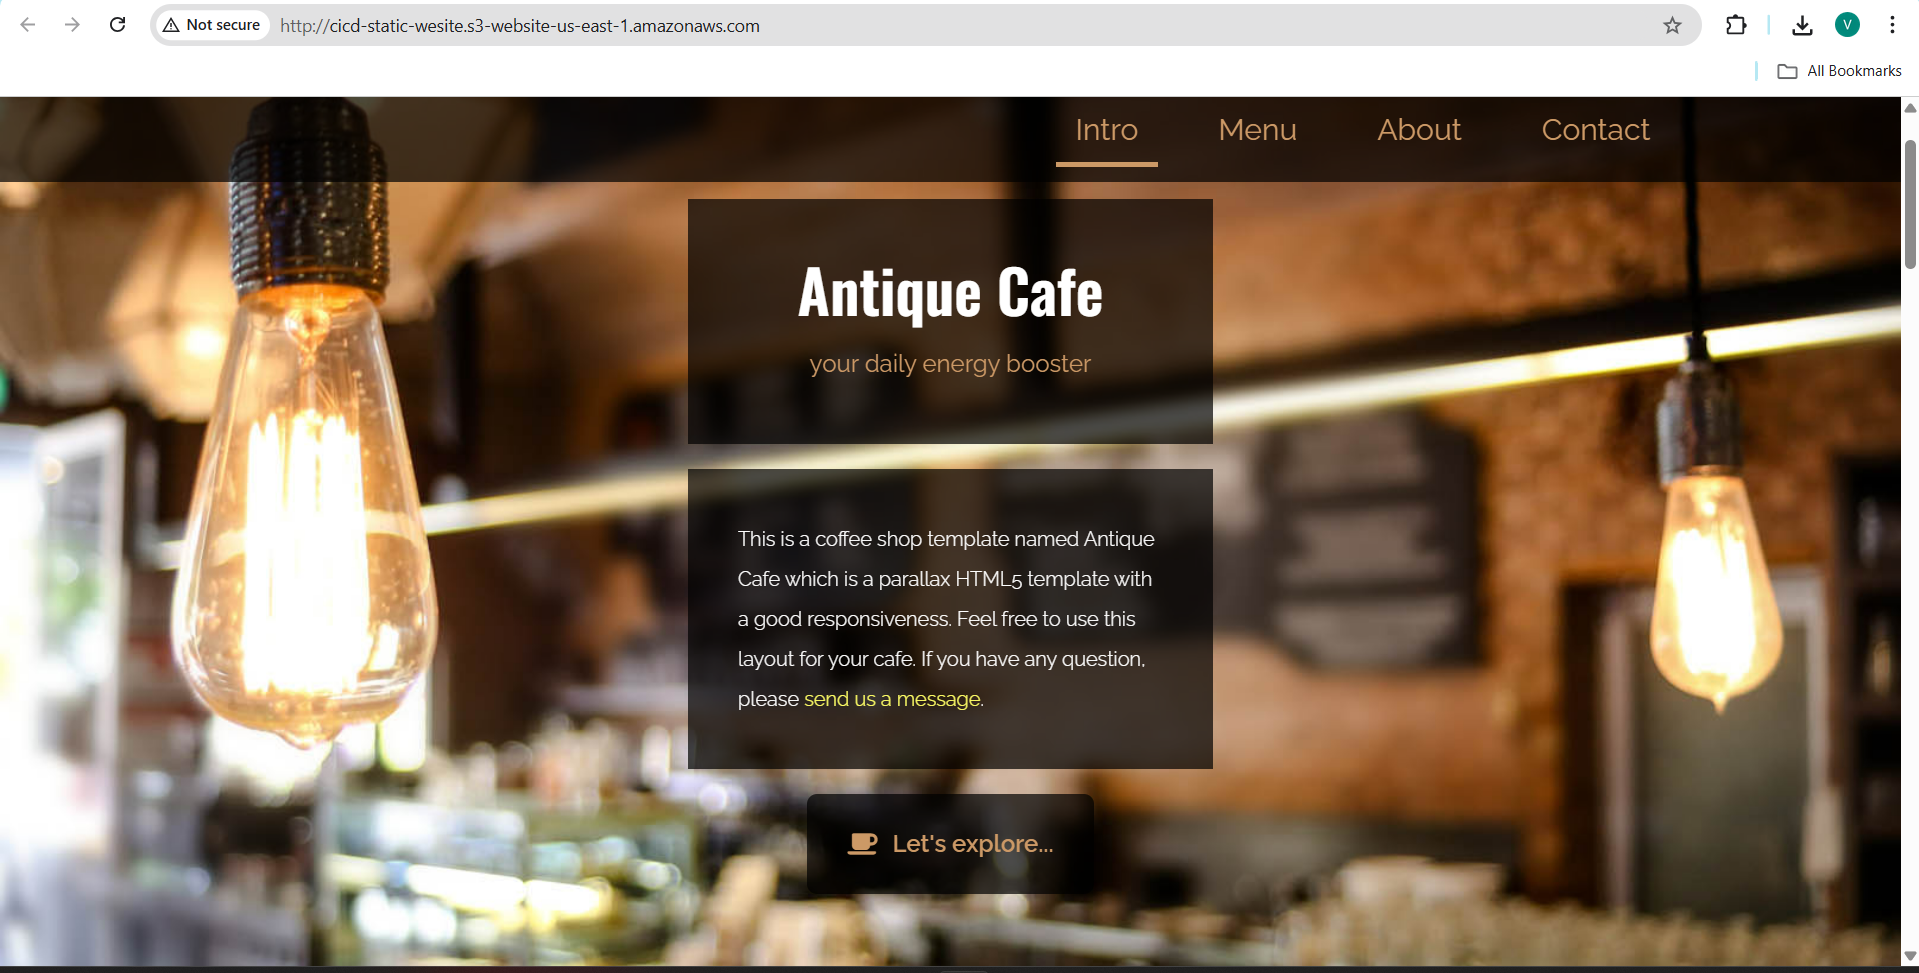 Not secure
http://cicd-static-wesite.s3-website-us-east-1.amazonaws.com
V
All Bookmarks
Intro
Menu
About
Contact
Antique Cafe
your daily energy booster
This is a coffee shop template named Antique
Cafe which is a parallax HTML5 template with
a good responsiveness. Feel free to use this
layout for your cafe. If you have any question,
please send us a message.
Let's explore...